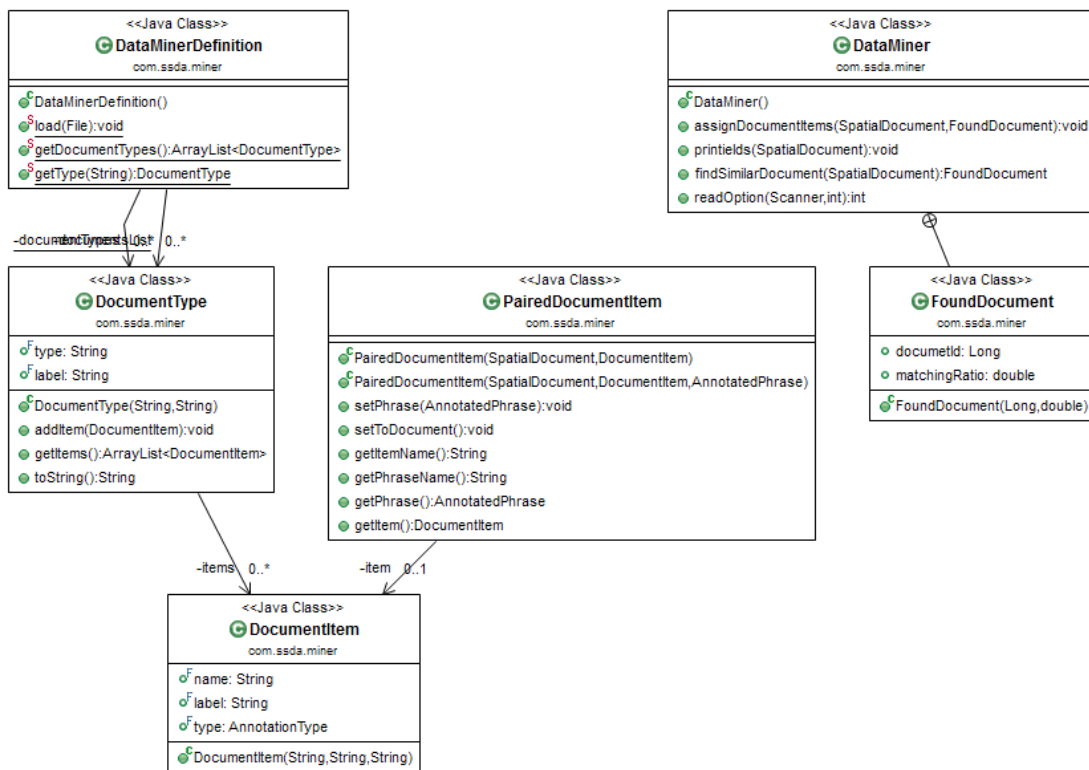 <<Java Class>>
DataMinerDefinition
com.ssda.miner
DataMinerDefinition()
load(File):void
getDocumentTypes():ArrayList<DocumentType>
getType(String):DocumentType
<<Java Class>>
DataMiner
com.ssda.miner
DataMiner()
assignDocumentItems(SpatialDocument,FoundDocument):void
printields(SpatialDocument):void
findSimilarDocument(SpatialDocument):FoundDocument
readOption(Scanner,int):int
0..*
0..*
<<Java Class>>
DocumentType
com.ssda.miner
type: String
label: String
DocumentType(String,String)
addItem(DocumentItem):void
getItems():ArrayList<DocumentItem>
toString():String
<<Java Class>>
PairedDocumentItem
com.ssda.miner
PairedDocumentItem(SpatialDocument,DocumentItem)
PairedDocumentItem(SpatialDocument,DocumentItem,AnnotatedPhrase)
setPhrase(AnnotatedPhrase):void
setToDocument():void
getItemName():String
getPhraseName():String
getPhrase():AnnotatedPhrase
getItem():DocumentItem
<<Java Class>>
FoundDocument
com.ssda.miner
documetId: Long
matchingRatio: double
FoundDocument(Long,double)
-items 0..*
-item 0..1
<<Java Class>>
DocumentItem
com.ssda.miner
name: String
label: String
type: AnnotationType
DocumentItem(String,String,String)